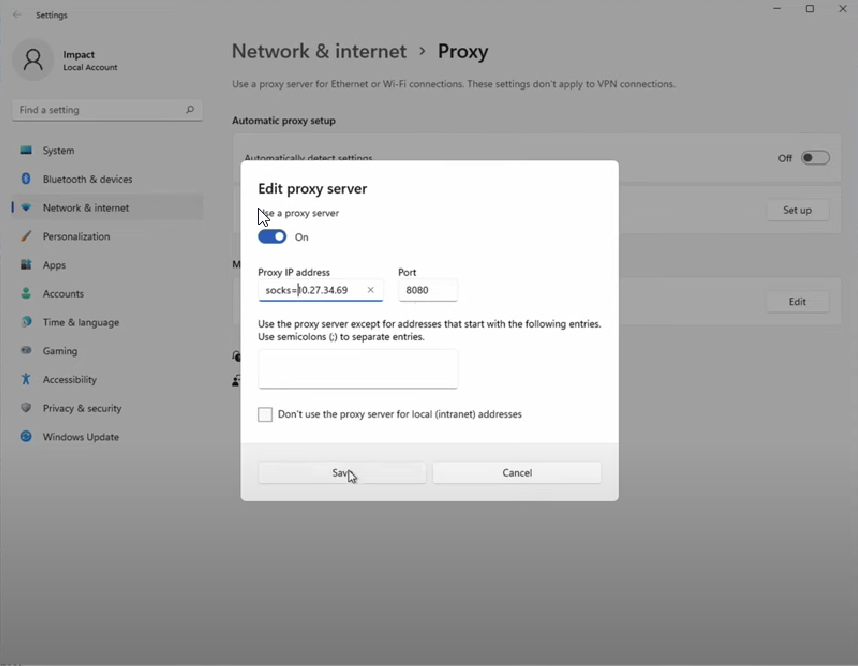 Settings
Impact
Local Account
Find a setting
System
Bluetooth & devices
Network & internet
Personalization
Apps
Accounts
Time & language
Gaming
Accessibility
Privacy & security
Windows Update
Network & internet > Proxy
Use a proxy server for Ethernet or Wi-Fi connections. These settings don't apply to VPN connections.
Automatic proxy setup
Automatically detect settings
Off
Set up
M
Edit
Edit proxy server
Use a proxy server
On
Proxy IP address
Port
socks=10.27.34.69
8080
Use the proxy server except for addresses that start with the following entries.
Use semicolons (;) to separate entries.
Don't use the proxy server for local (intranet) addresses
Save
Cancel